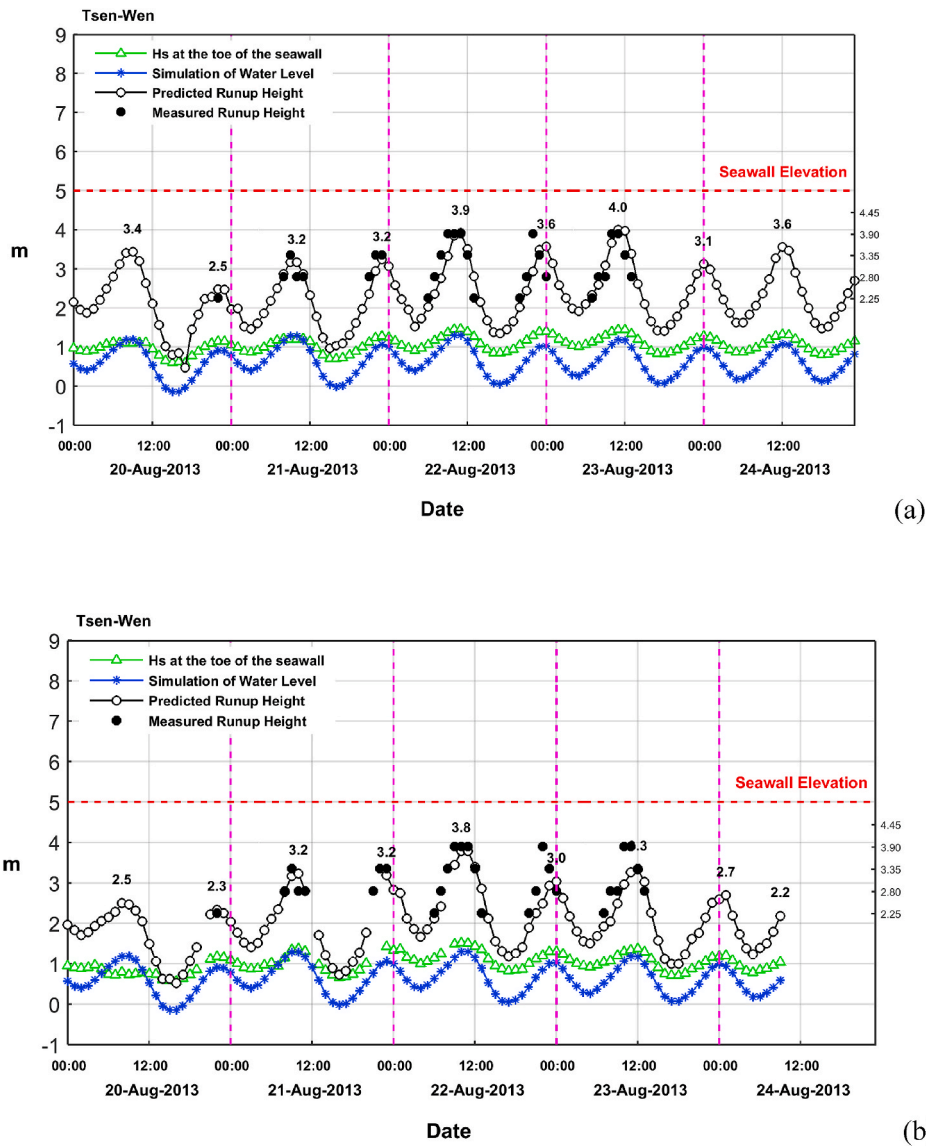 Tsen-Wen
9
8
7
6
5
4
3
2
1
0
-1
m
Hs at the toe of the seawall
Simulation of Water Level
Predicted Runup Height
Measured Runup Height
Seawall Elevation
3.4 2.5 3.2 3.2 3.9 3.6 4.0 3.1 3.6
4.45
3.90
3.35
2.80
2.25
00:00 12:00 00:00 12:00 00:00 12:00 00:00 12:00 00:00 12:00
20-Aug-2013 21-Aug-2013 22-Aug-2013 23-Aug-2013 24-Aug-2013
Date
(a)
Tsen-Wen
9
8
7
6
5
4
3
2
1
0
-1
m
Hs at the toe of the seawall
Simulation of Water Level
Predicted Runup Height
Measured Runup Height
Seawall Elevation
2.5 2.3 3.2 3.2 3.8 3.0 .3 2.7 2.2
4.45
3.90
3.35
2.80
2.25
00:00 12:00 00:00 12:00 00:00 12:00 00:00 12:00 00:00 12:00
20-Aug-2013 21-Aug-2013 22-Aug-2013 23-Aug-2013 24-Aug-2013
Date
(b